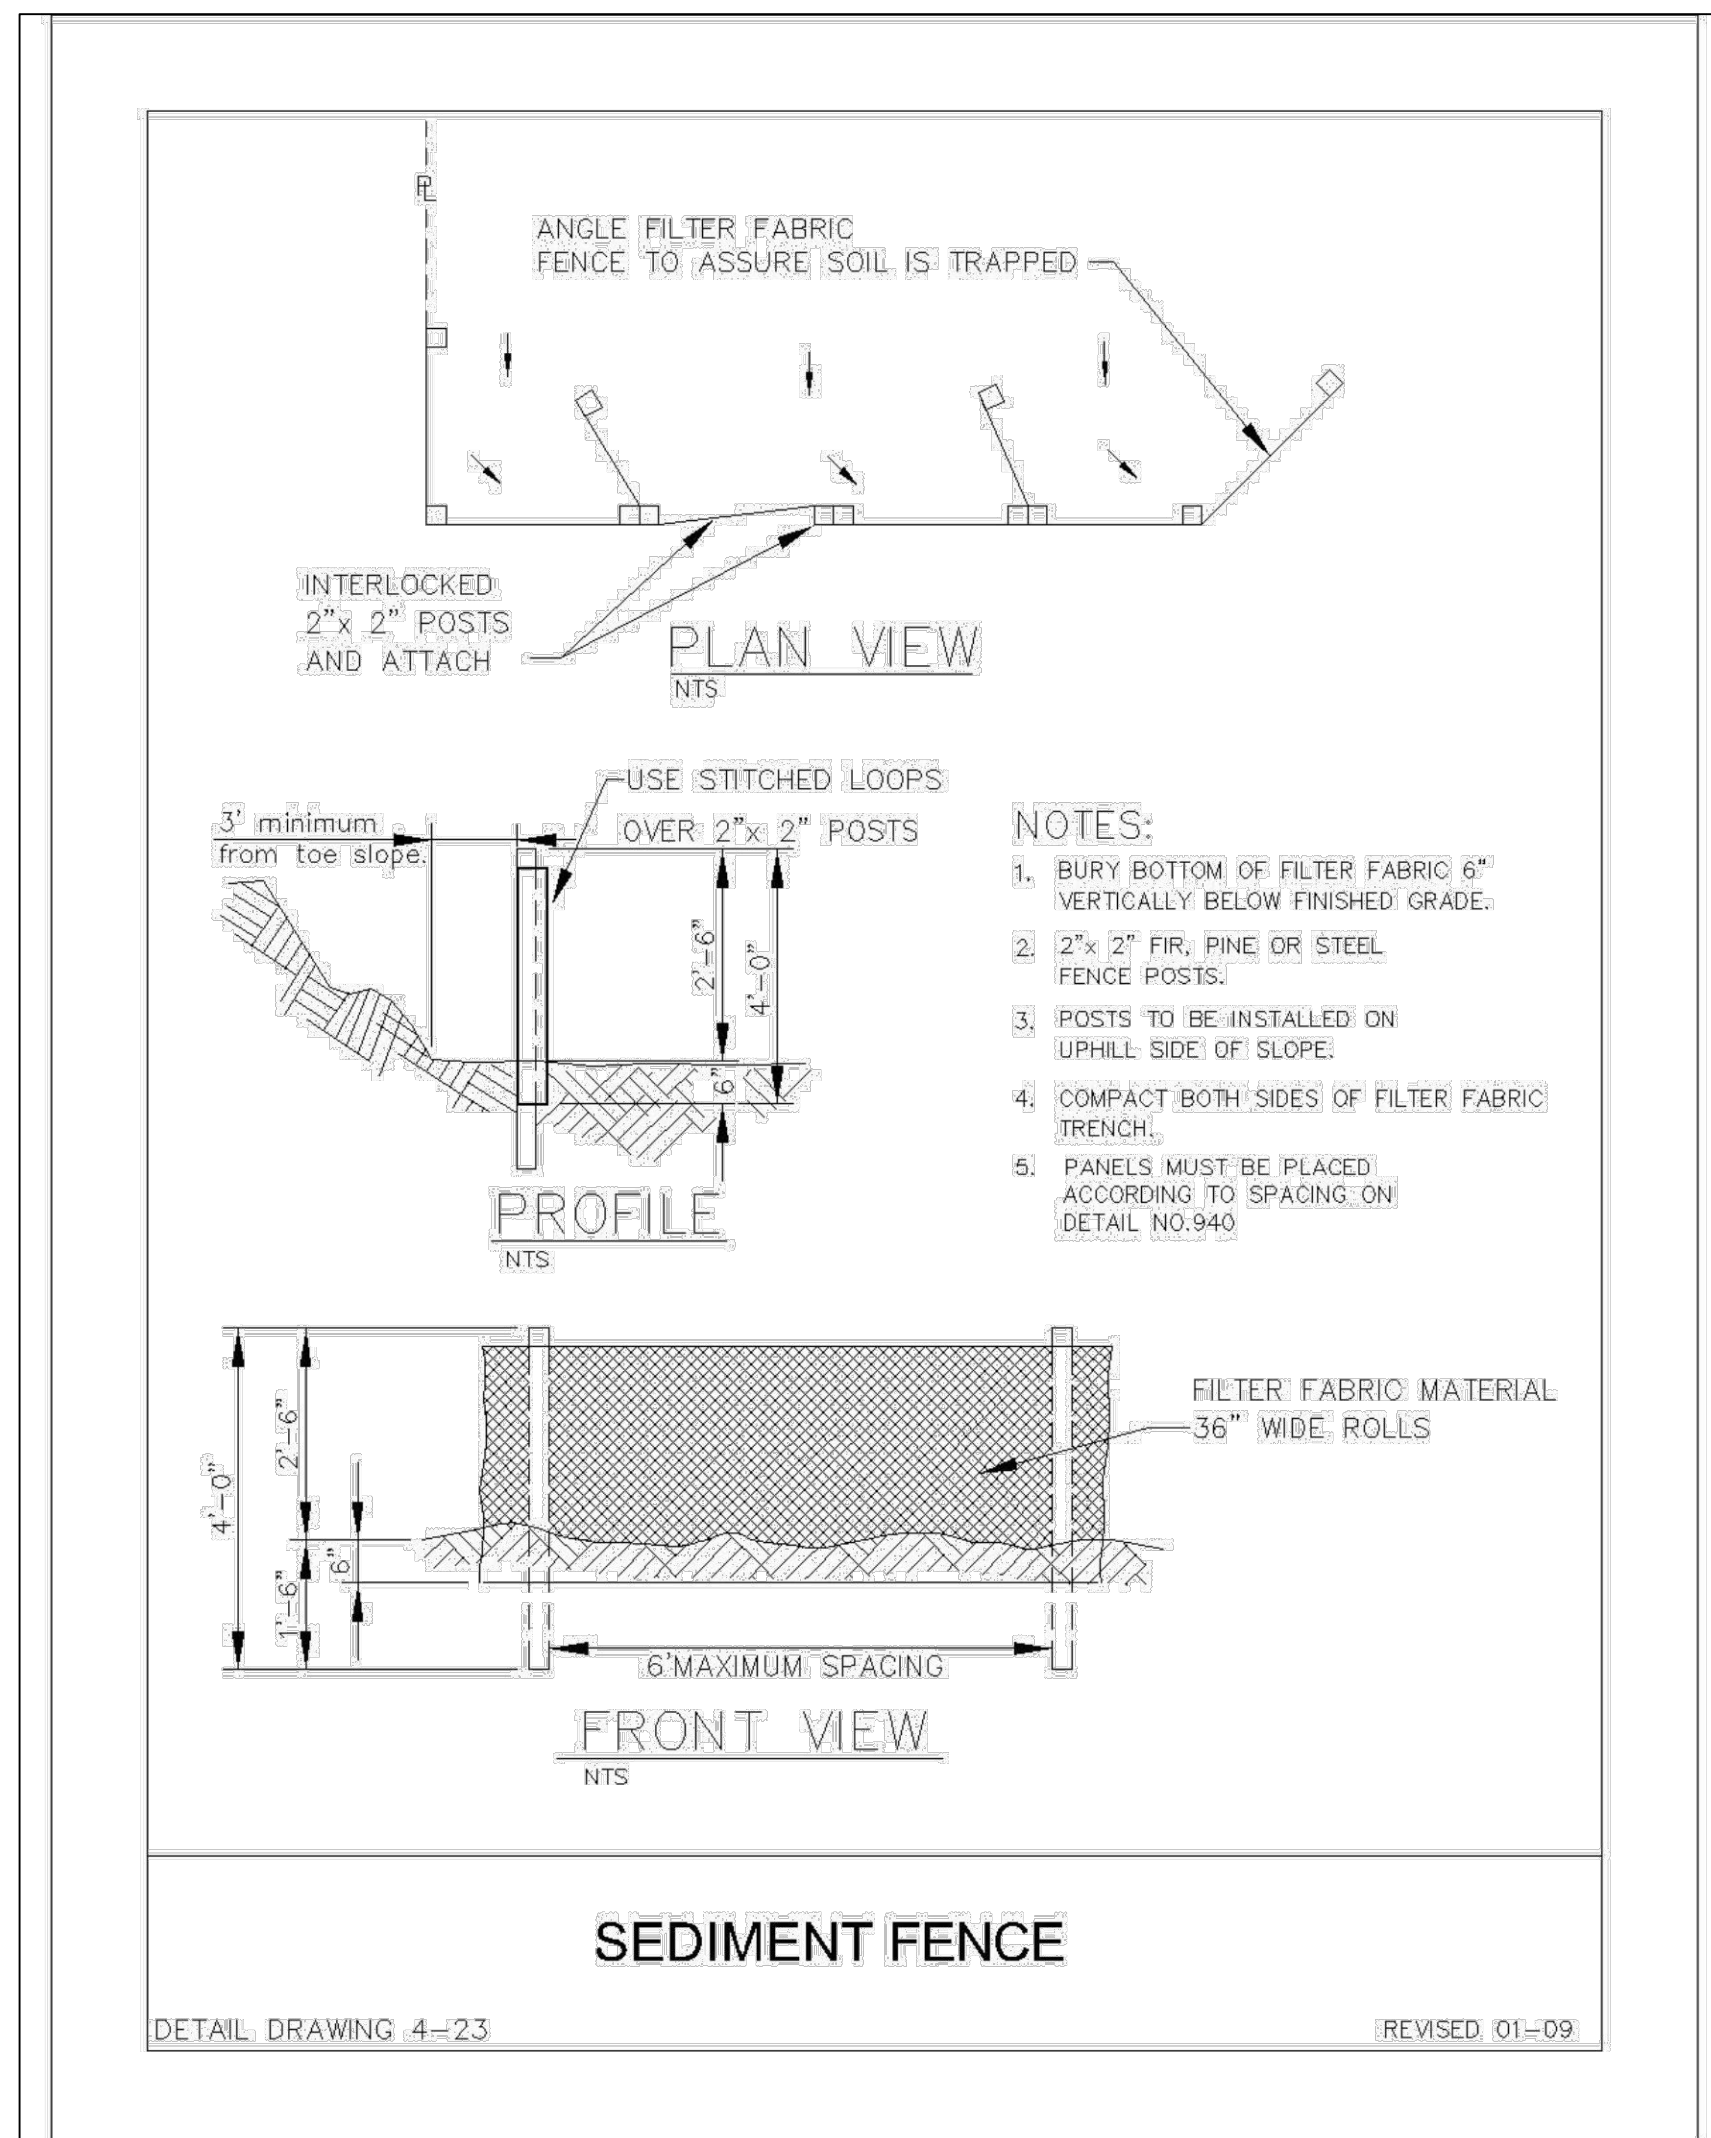 PL
ANGLE FILTER FABRIC
FENCE TO ASSURE SOIL IS TRAPPED
INTERLOCKED
2"x 2" POSTS
AND ATTACH
PLAN VIEW
NTS
USE STITCHED LOOPS
OVER 2"x 2" POSTS
3' minimum
from toe slope.
2'-6"
4'-0"
6"
PROFILE
NTS
NOTES:
1. BURY BOTTOM OF FILTER FABRIC 6"
VERTICALLY BELOW FINISHED GRADE.
2. 2"x 2" FIR, PINE OR STEEL
FENCE POSTS.
3. POSTS TO BE INSTALLED ON
UPHILL SIDE OF SLOPE.
4. COMPACT BOTH SIDES OF FILTER FABRIC
TRENCH.
5. PANELS MUST BE PLACED
ACCORDING TO SPACING ON
DETAIL NO.940
4'-0"
2'-6"
1'-6"
6"
FILTER FABRIC MATERIAL
36" WIDE ROLLS
6'MAXIMUM SPACING
FRONT VIEW
NTS
SEDIMENT FENCE
DETAIL DRAWING 4-23
REVISED 01-09